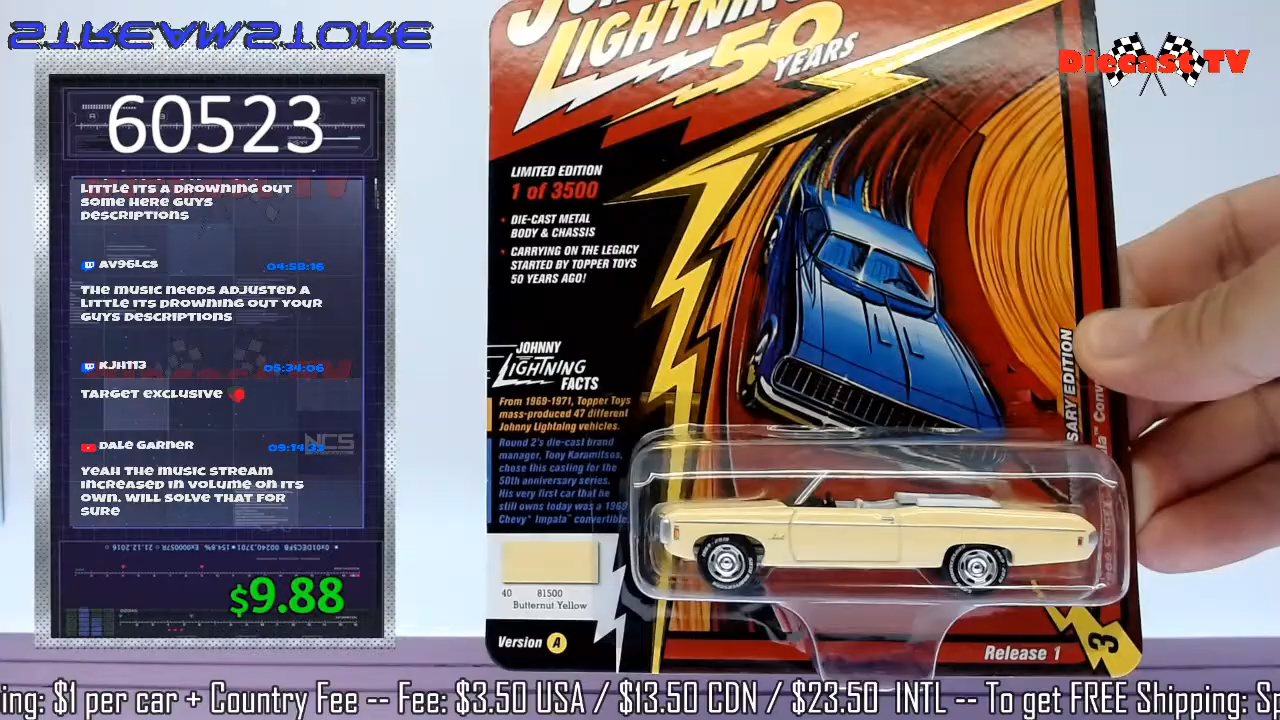 STREAM STORE
60523
LITTLE ITS A DROWNING OUT
SOME HERE GUYS
DESCRIPTIONS
AV96LCS 04:58:16
THE MUSIC NEEDS ADJUSTED A
LITTLE ITS DROWNING OUT YOUR
GUYS DESCRIPTIONS
KJH113 05:34:06
TARGET EXCLUSIVE
DALE GARNER
YEAH THE MUSIC STREAM
INCREASED IN VOLUME ON ITS
OWN. WILL SOLVE THAT FOR
SURE
NCS
$9.88
LIGHTNING
50
YEARS
LIMITED EDITION
1 of 3500
• DIE-CAST METAL
BODY & CHASSIS
• CARRYING ON THE LEGACY
STARTED BY TOPPER TOYS
50 YEARS AGO!
JOHNNY
LIGHTNING
FACTS
From 1969-1971, Topper Toys
mass-produced 47 different
Johnny Lightning vehicles.
Round 2's die-cast brand
manager, Tony Karamitsos,
chose this casting for the
50th anniversary series.
His very first car that he
still owns today was a 1969
Chevy® Impala™ convertible.
40 81500
Butternut Yellow
Version A
Release 1
3
EDITION
Diecast TV
ing: $1 per car + Country Fee -- Fee: $3.50 USA / $13.50 CDN / $23.50 INTL -- To get FREE Shipping: Sp